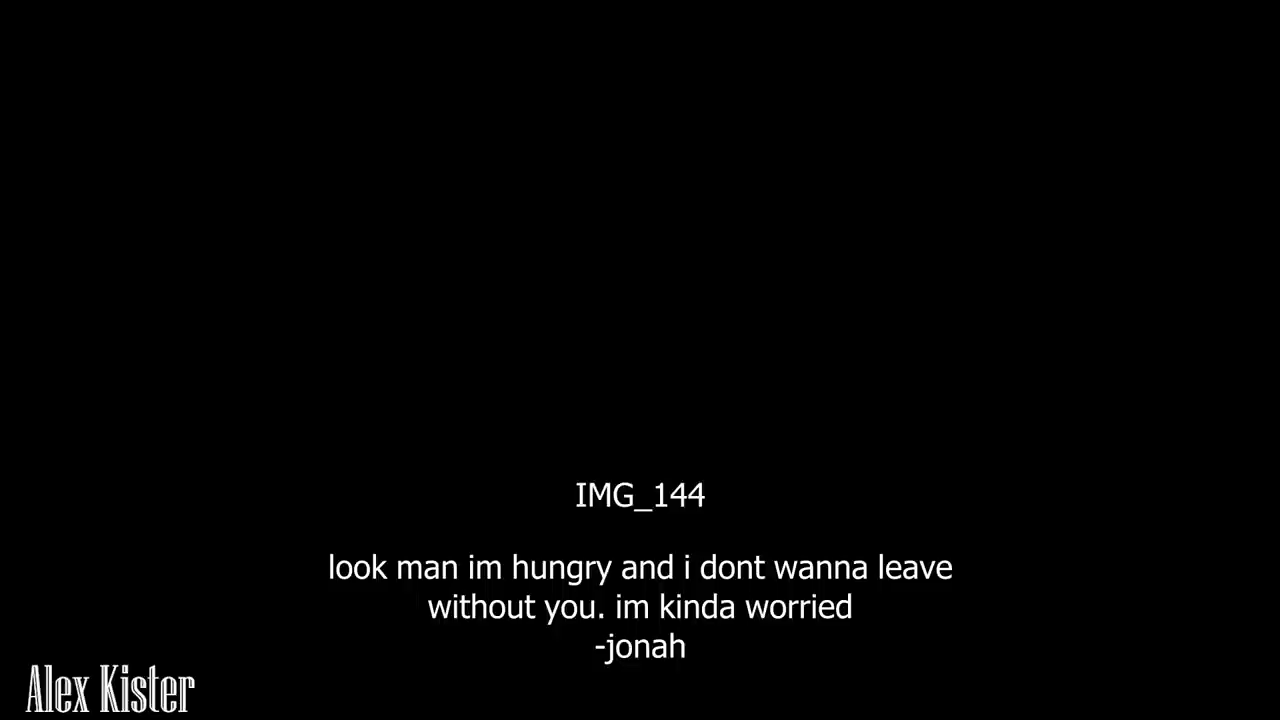 IMG_144
look man im hungry and i dont wanna leave
without you. im kinda worried
-jonah
Alex Kister